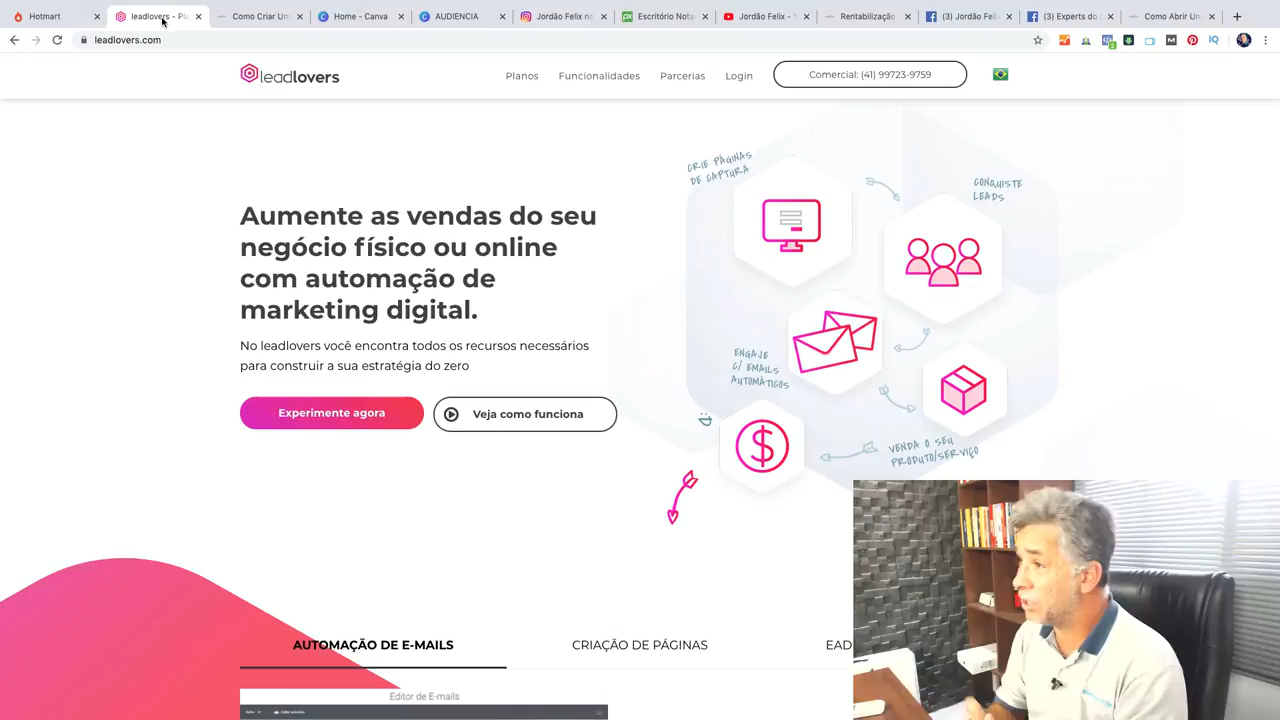 Hotmart
leadlovers - Pla
Como Criar Um
Home - Canva
AUDIENCIA
Jordão Felix no
Escritório Nota
Jordão Felix - Y
Rentabilização
(3) Jordão Felix
(3) Experts do
Como Abrir Um
leadlovers.com
leadlovers
Planos
Funcionalidades
Parcerias
Login
Comercial: (41) 99723-9759
CRIE PÁGINAS
DE CAPTURA
CONQUISTE
LEADS
Aumente as vendas do seu
negócio físico ou online
com automação de
marketing digital.
No leadlovers você encontra todos os recursos necessários
para construir a sua estratégia do zero
ENGAJE
C/ EMAILS
AUTOMÁTICOS
Experimente agora
Veja como funciona
VENDA O SEU
PRODUTO/SERVIÇO
AUTOMAÇÃO DE E-MAILS
CRIAÇÃO DE PÁGINAS
EAD
Editor de E-mails